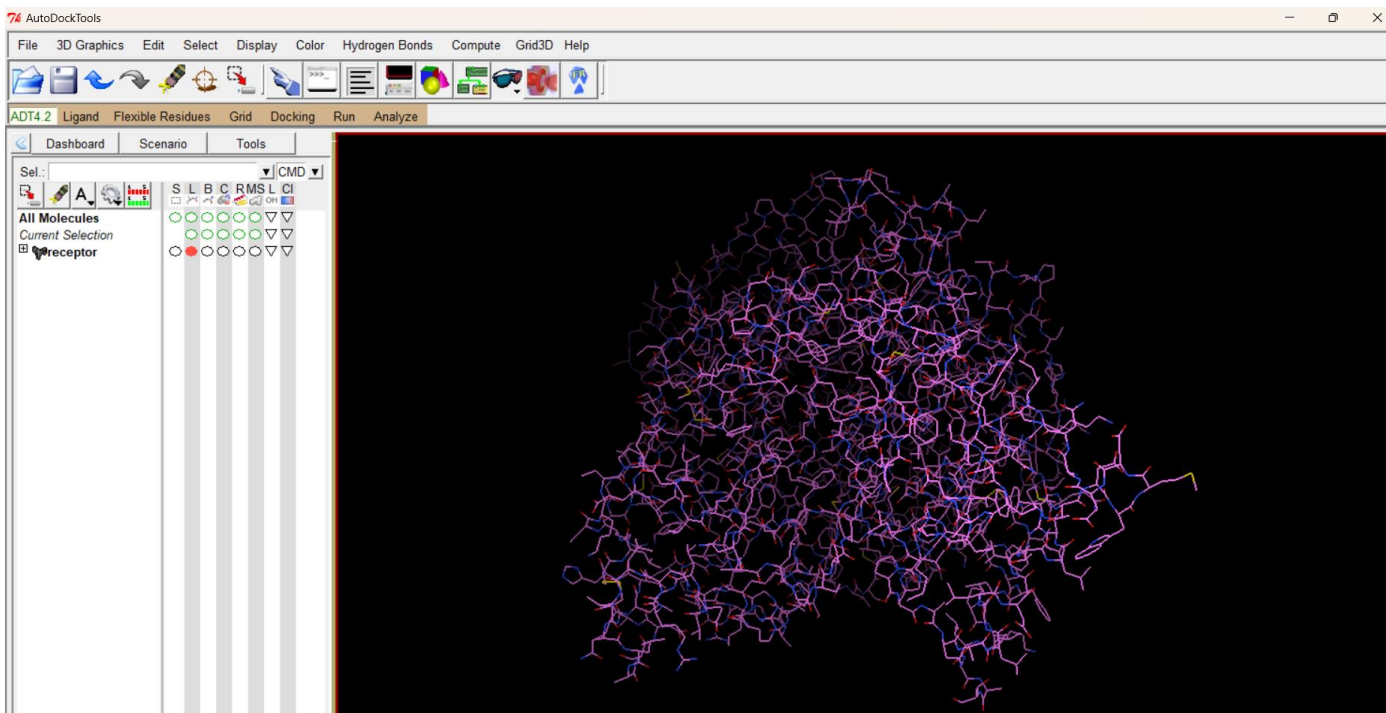 AutoDockTools
File 3D Graphics Edit Select Display Color Hydrogen Bonds Compute Grid3D Help
ADT4.2 Ligand Flexible Residues Grid Docking Run Analyze
Dashboard Scenario Tools
Sel.: CMD
A S L B C R MS L Cl
OH
All Molecules
Current Selection
receptor